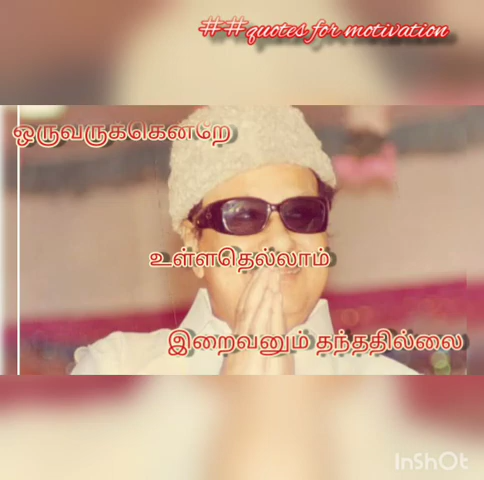 ##quotes for motivation
ஒருவருக்கென்றே
உள்ளதெல்லாம்
இறைவனும் தந்ததில்லை
InShOt